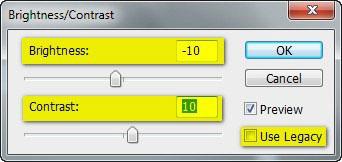 Brightness/Contrast
Brightness: -10
OK
Cancel
Contrast: 10
Preview
Use Legacy